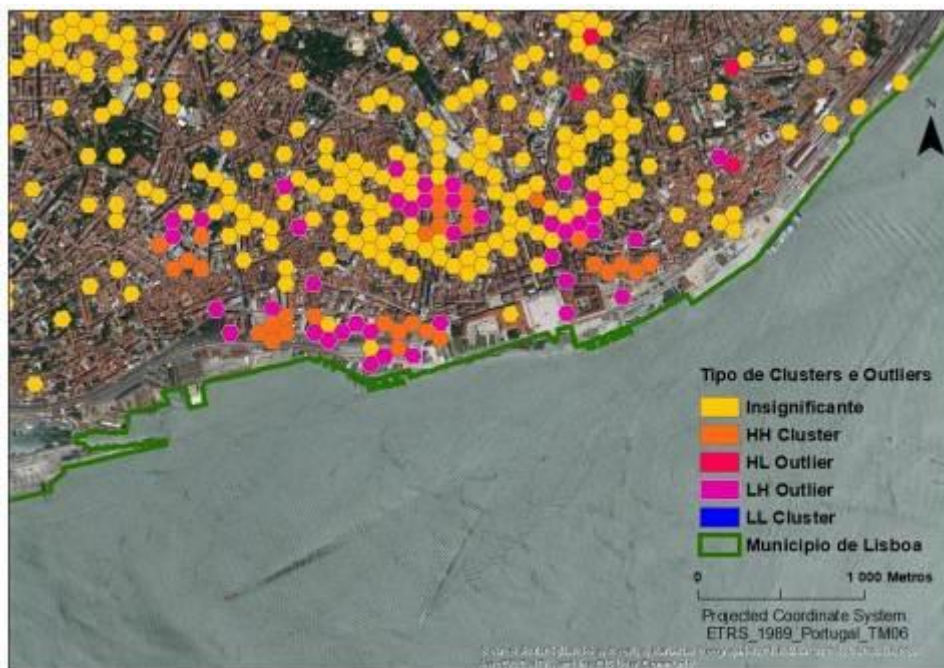 N
Tipo de Clusters e Outliers
Insignificante
HH Cluster
HL Outlier
LH Outlier
LL Cluster
Município de Lisboa
0 1 000 Metros
Projected Coordinate System
ETRS_1989_Portugal_TM06